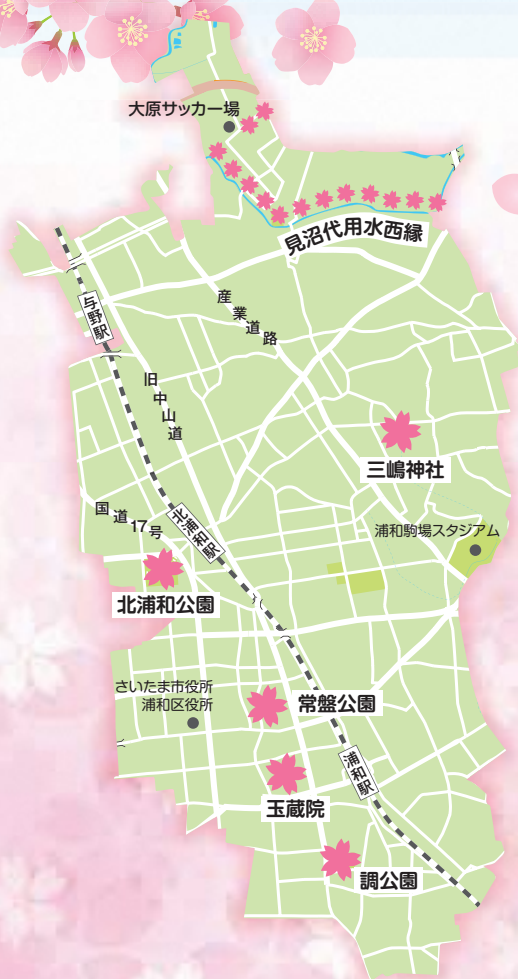 大原サッカー場
見沼代用水西縁
産業道路
与野駅
旧中山道
三嶋神社
国道17号
北浦和駅
浦和駒場スタジアム
北浦和公園
さいたま市役所
浦和区役所
常盤公園
浦和駅
玉蔵院
調公園